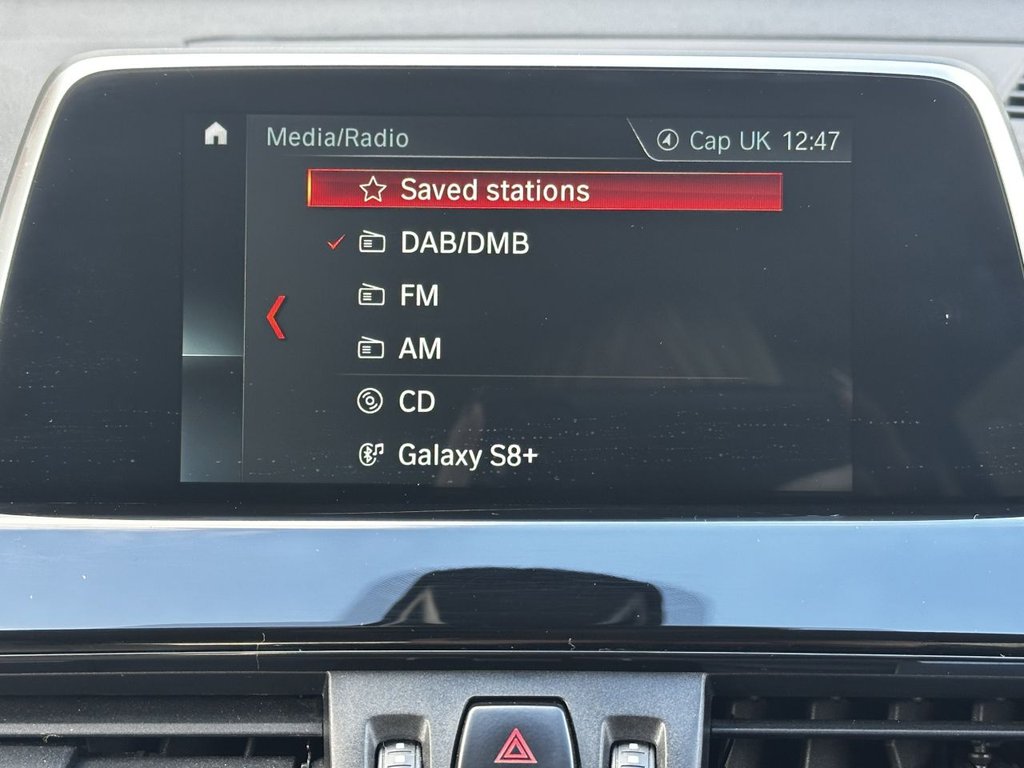 Media/Radio
Cap UK 12:47
Saved stations
DAB/DMB
FM
AM
CD
Galaxy S8+